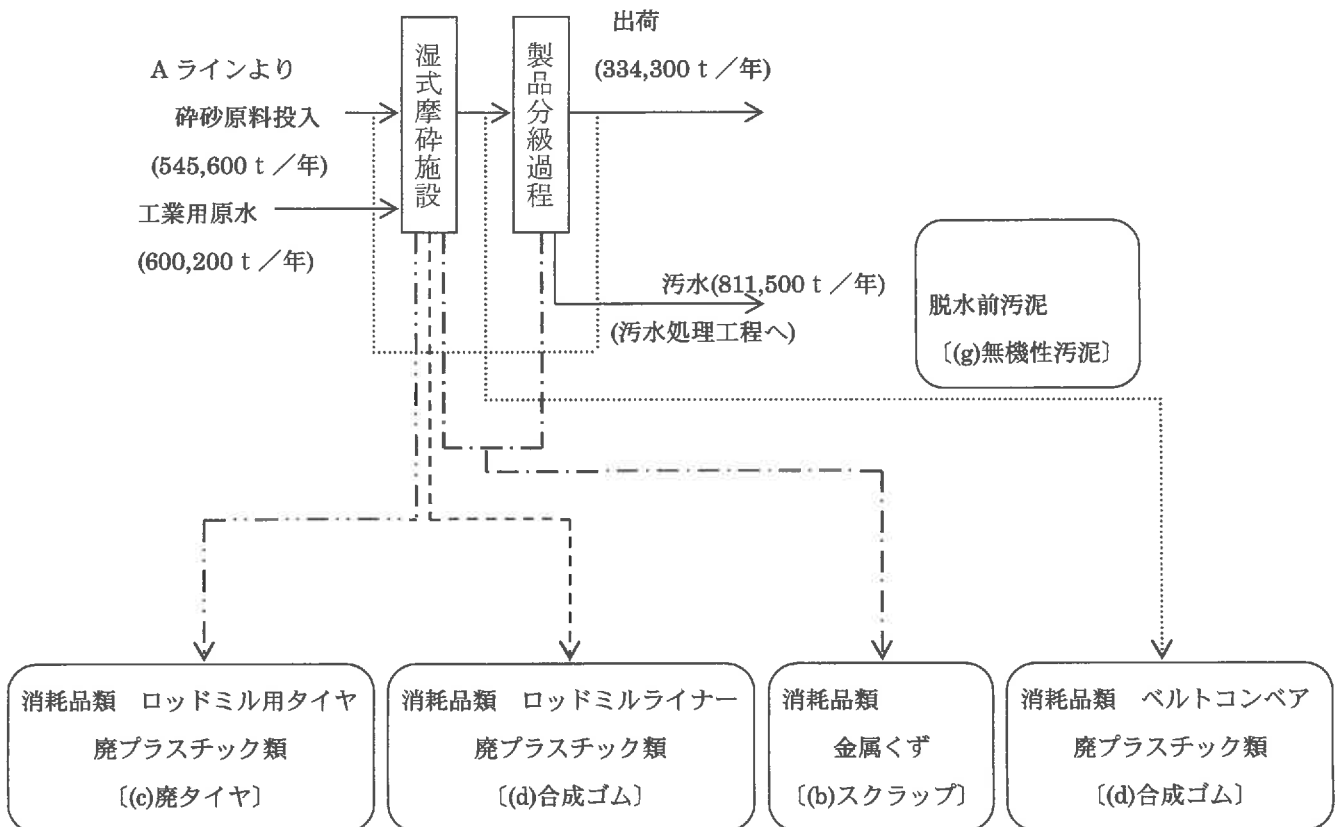 出荷
(334,300 t /年)
A ラインより
砕砂原料投入
(545,600 t /年)
工業用原水
(600,200 t /年)
湿式摩砕施設
製品分級過程
汚水(811,500 t /年)
(汚水処理工程へ)
脱水前汚泥
〔(g)無機性汚泥〕
消耗品類 ロッドミル用タイヤ
廃プラスチック類
〔(c)廃タイヤ〕
消耗品類 ロッドミルライナー
廃プラスチック類
〔(d)合成ゴム〕
消耗品類
金属くず
〔(b)スクラップ〕
消耗品類 ベルトコンベア
廃プラスチック類
〔(d)合成ゴム〕